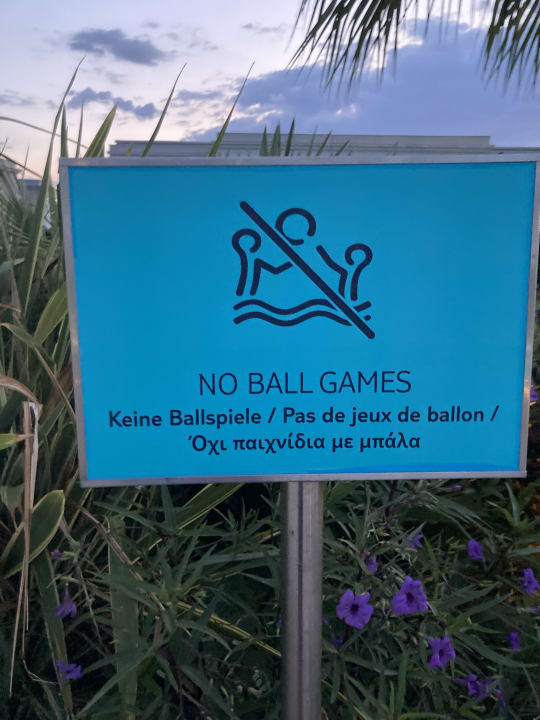 NO BALL GAMES
Keine Ballspiele / Pas de jeux de ballon /
Όχι παιχνίδια με μπάλα